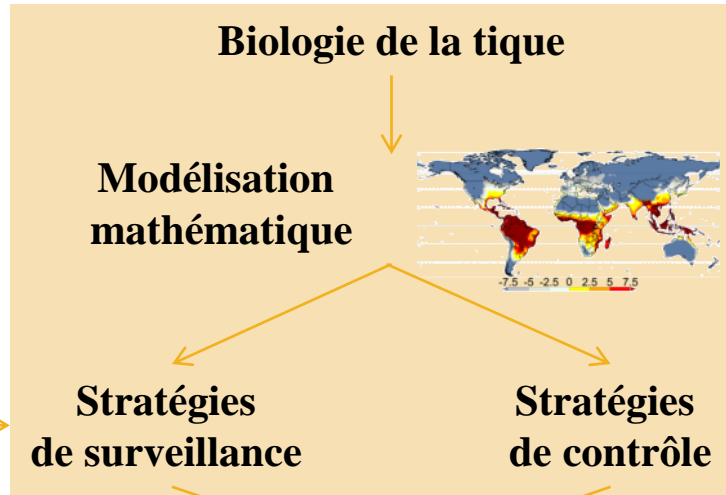 Biologie de la tique
Modélisation
mathématique
-7.5 -5 -2.5 0 2.5 5 7.5
Stratégies
de surveillance
Stratégies
de contrôle